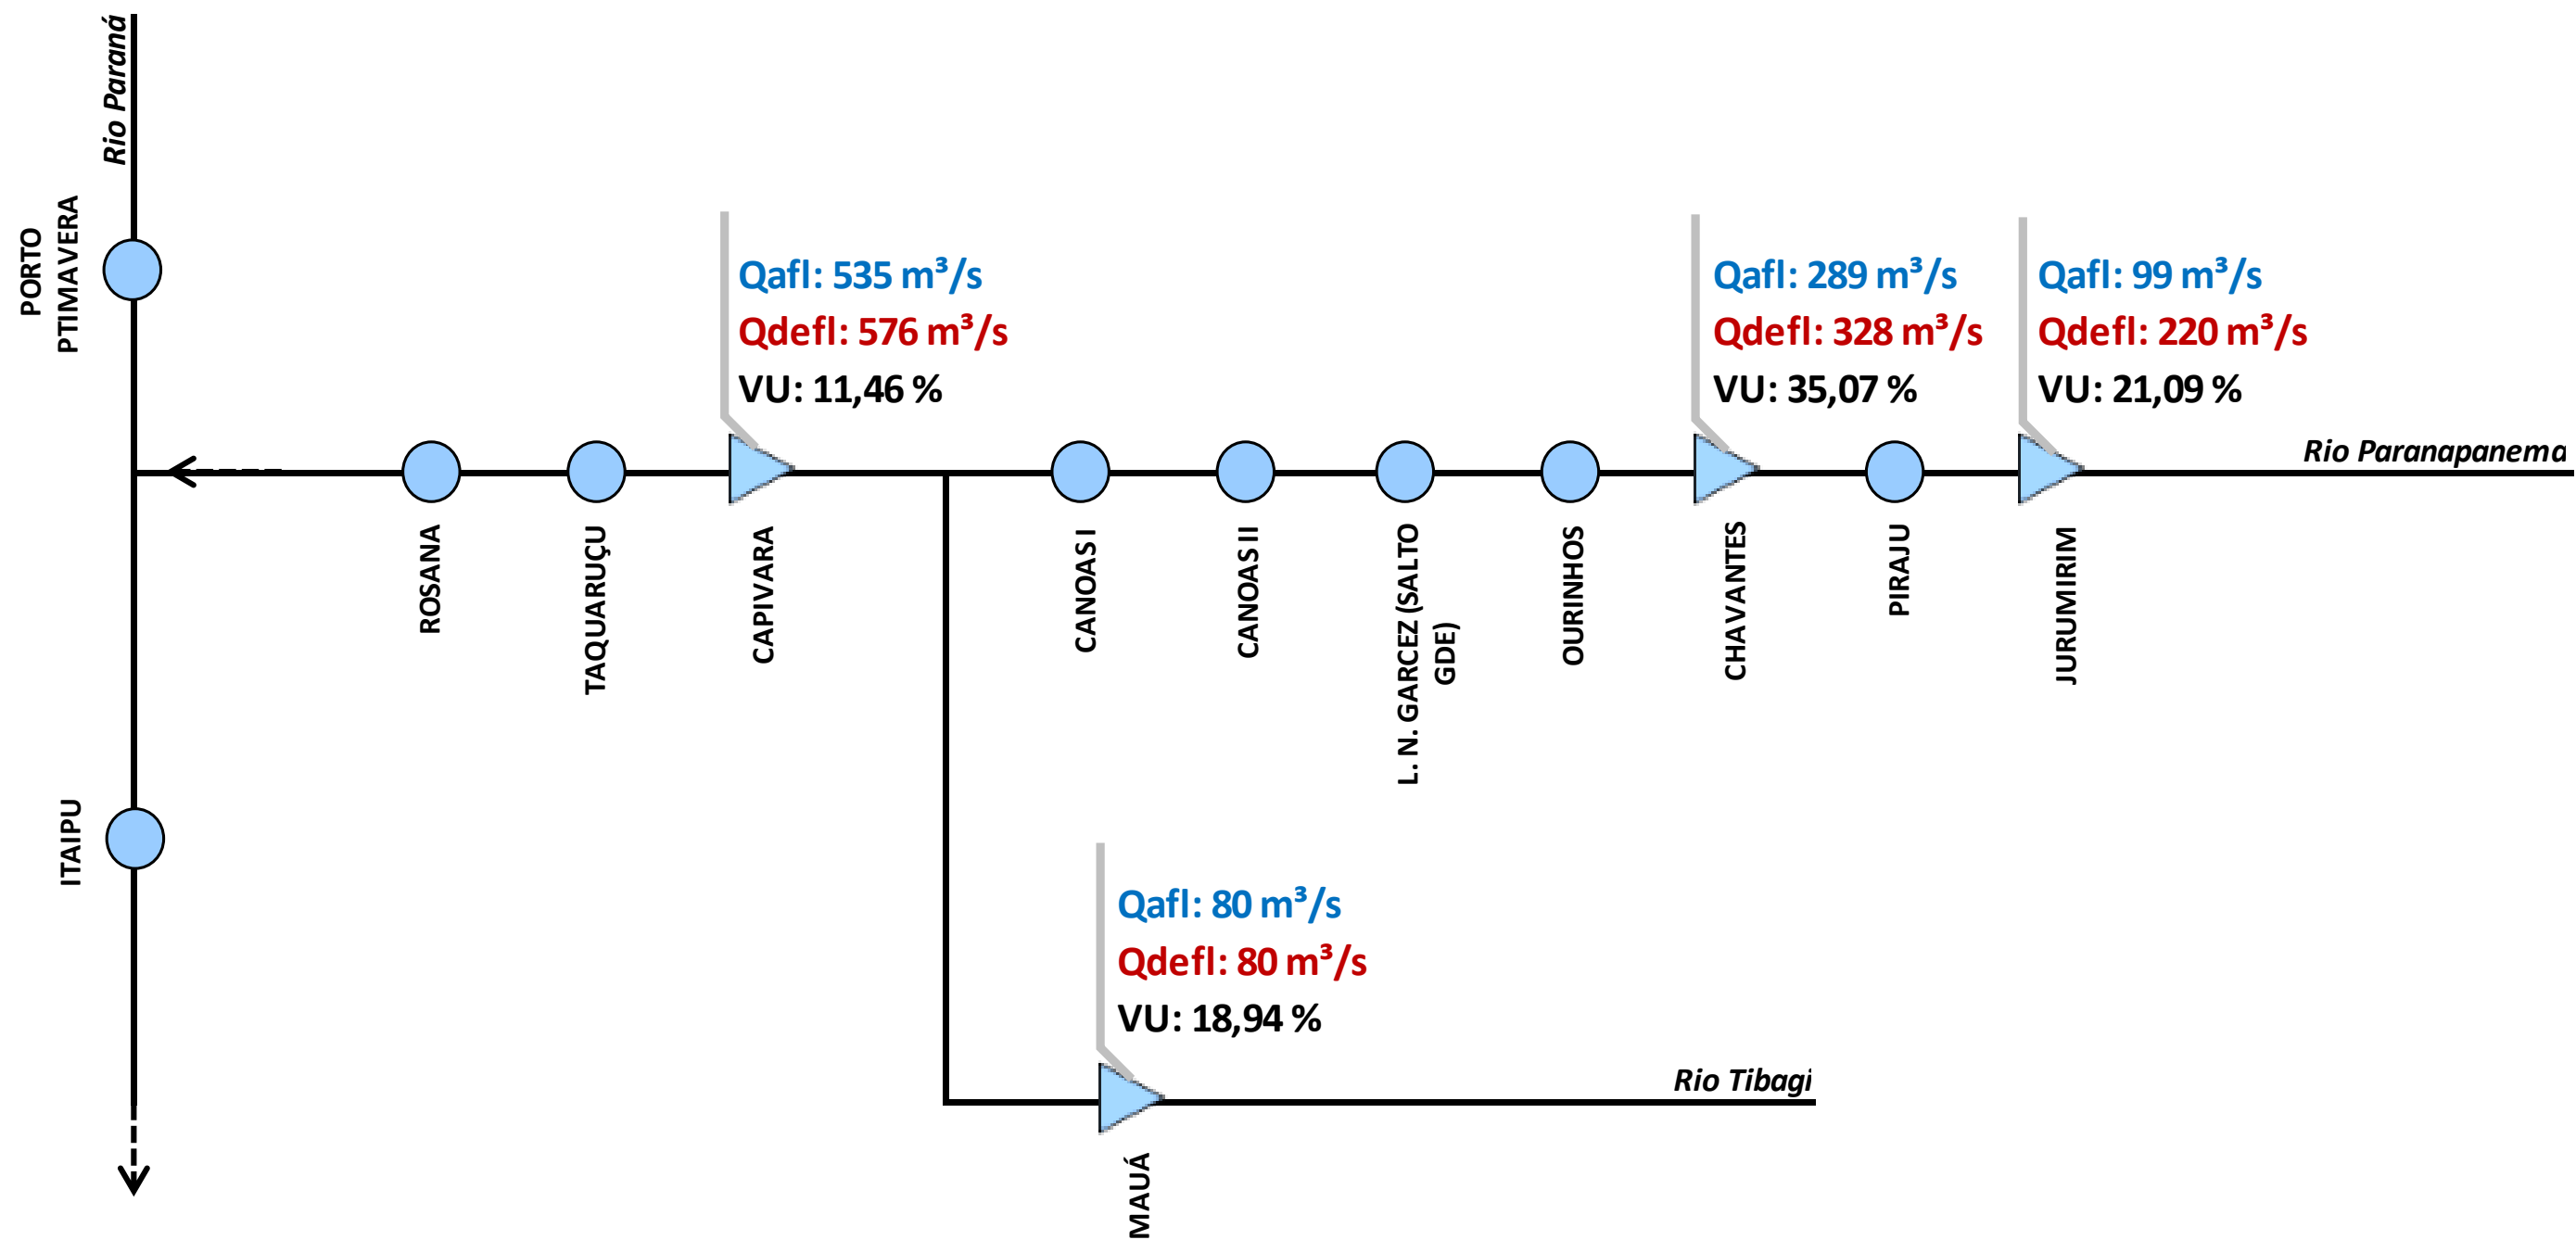 Rio Paraná
PORTO
PTIMAVERA
Qafl: 535 m³/s
Qdefl: 576 m³/s
VU: 11,46 %
Qafl: 289 m³/s
Qdefl: 328 m³/s
VU: 35,07 %
Qafl: 99 m³/s
Qdefl: 220 m³/s
VU: 21,09 %
Rio Paranapanema
ROSANA
TAQUARUÇU
CAPIVARA
CANOAS I
CANOAS II
L. N. GARCEZ (SALTO
GDE)
OURINHOS
CHAVANTES
PIRAJU
JURUMIRIM
ITAIPU
Qafl: 80 m³/s
Qdefl: 80 m³/s
VU: 18,94 %
Rio Tibagi
MAUÁ